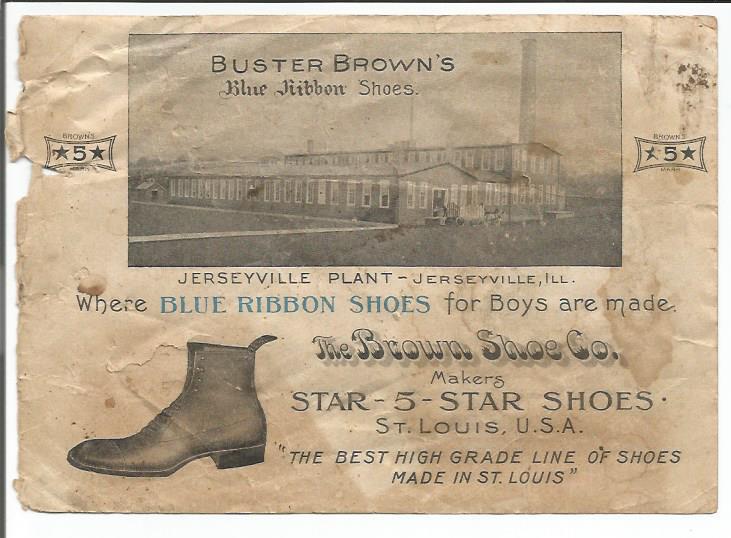 BUSTER BROWN'S
Blue Ribbon Shoes.
BROWN'S
★5★
MARK
BROWN'S
★5★
MARK
JERSEYVILLE PLANT - JERSEYVILLE, ILL.
Where BLUE RIBBON SHOES for Boys are made.
The Brown Shoe Co.
Makers
STAR - 5 - STAR SHOES.
ST. LOUIS, U.S.A.
"THE BEST HIGH GRADE LINE OF SHOES
MADE IN ST. LOUIS"